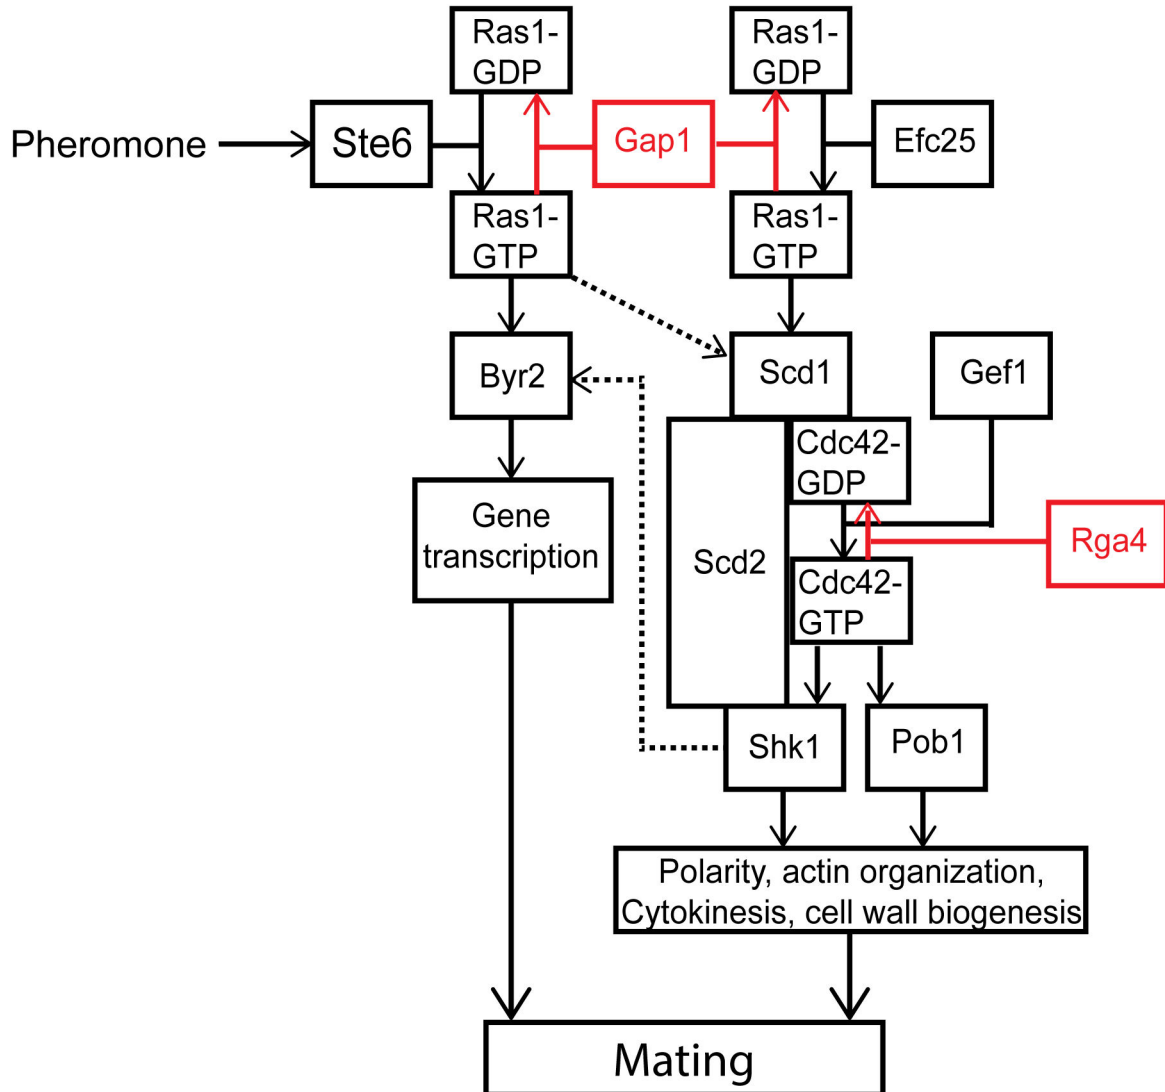 Ras1-
GDP
Ras1-
GDP
Pheromone
Ste6
Gap1
Efc25
Ras1-
GTP
Ras1-
GTP
Byr2
Scd1
Gef1
Cdc42-
GDP
Gene
transcription
Scd2
Rga4
Cdc42-
GTP
Shk1
Pob1
Polarity, actin organization,
Cytokinesis, cell wall biogenesis
Mating